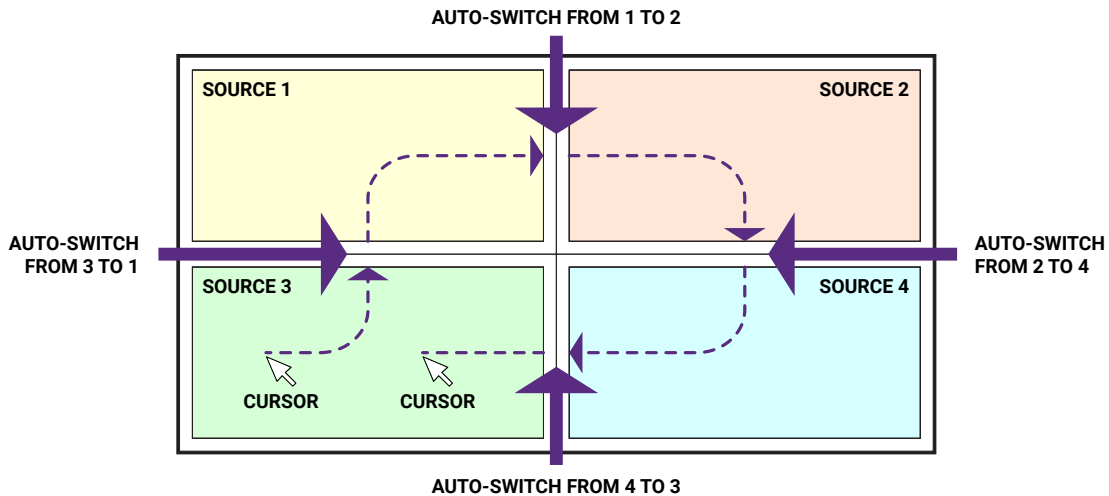 AUTO-SWITCH FROM 1 TO 2
SOURCE 1
SOURCE 2
AUTO-SWITCH
FROM 3 TO 1
AUTO-SWITCH
FROM 2 TO 4
SOURCE 3
SOURCE 4
CURSOR
CURSOR
AUTO-SWITCH FROM 4 TO 3